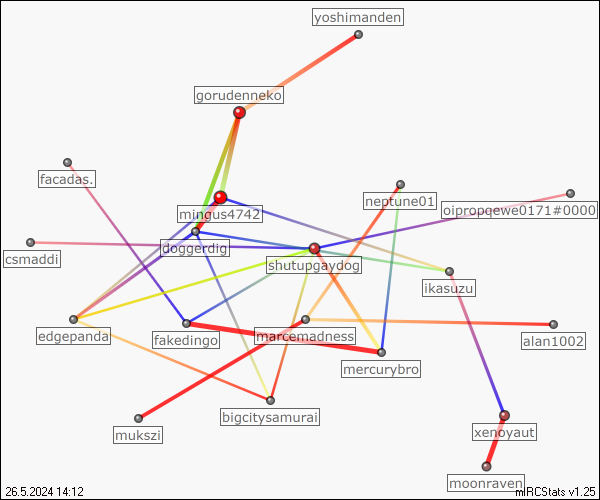 yoshimanden
gorudenneko
facadas.
neptune01
oiproqqewe0171#0000
mingus4742
doggerdig
csmaddi
shutupgaydog
ikasuzu
edgepanda
fakedingo
marcemadness
alan1002
mercurybro
bigcitysamurai
mukszi
xenoyaut
moonraven
26.5.2024 14:12
mIRCStats v1.25